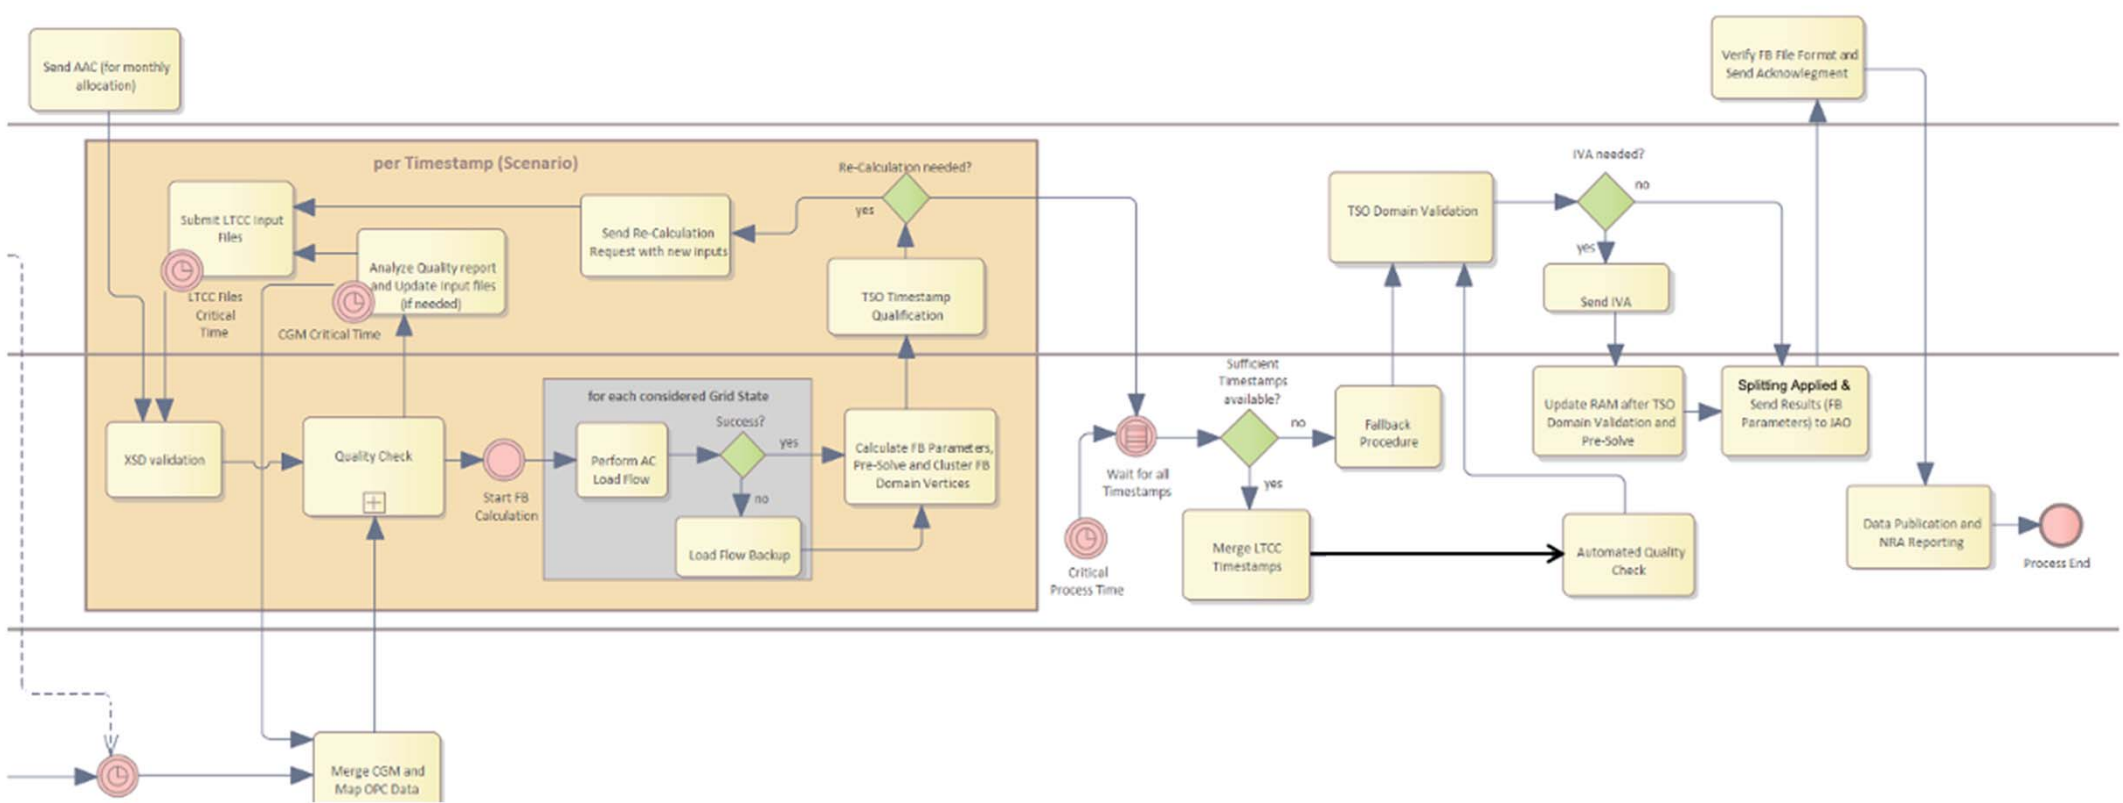 Send AAC (for monthly
allocation)
Verify FB File Format and
Send Acknowlegment
per Timestamp (Scenario)
Submit LTCC Input
Files
LTCC Files
Critical
Time
Analyze Quality report
and Update Input files
(if needed)
CGM Critical Time
Send Re-Calculation
Request with new inputs
Re-Calculation needed?
yes
TSO Timestamp
Qualification
TSO Domain Validation
IVA needed?
no
yes
Send IVA
XSD validation
Quality Check
Start FB
Calculation
for each considered Grid State
Perform AC
Load Flow
Success?
yes
no
Load Flow Backup
Calculate FB Parameters,
Pre-Solve and Cluster FB
Domain Vertices
Wait for all
Timestamps
Critical
Process Time
Sufficient
Timestamps
available?
no
yes
Fallback
Procedure
Merge LTCC
Timestamps
Automated Quality
Check
Update RAM after TSO
Domain Validation and
Pre-Solve
Splitting Applied &
Send Results (FB
Parameters) to JAO
Data Publication and
NRA Reporting
Process End
Merge CGM and
Map OPC Data